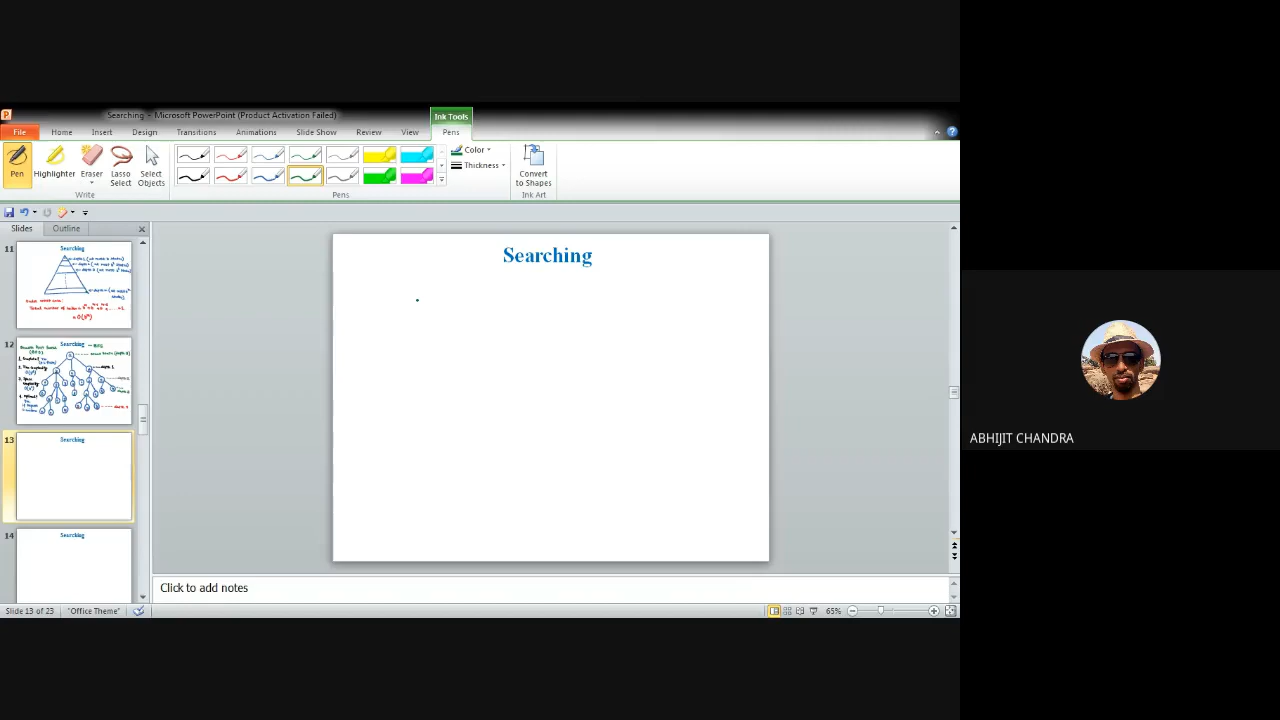 Searching - Microsoft PowerPoint (Product Activation Failed)
Ink Tools
File Home Insert Design Transitions Animations Slide Show Review View Pens
Pen
Highlighter
Eraser
Lasso
Select
Select
Objects
Color
Thickness
Convert
to Shapes
Write
Pens
Ink Art
Slides Outline
11
Searching
12
Searching
13
Searching
14
Searching
Searching
Click to add notes
Slide 13 of 23 "Office Theme" 65%
ABHIJIT CHANDRA